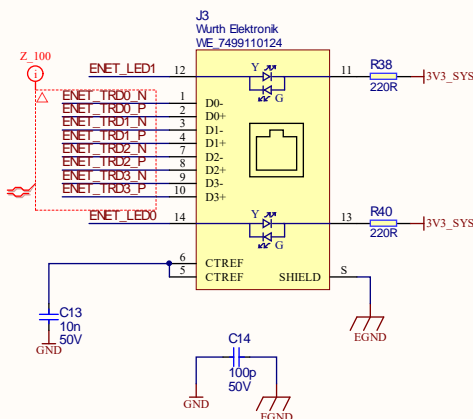 J3
Wurth Elektronik
WE_7499110124
Z_100
i
ENET_LED1 12 Y G 11 R38 220R 3V3_SYS
ENET_TRD0_N 1 D0-
ENET_TRD0_P 2 D0+
ENET_TRD1_N 3 D1-
ENET_TRD1_P 4 D1+
ENET_TRD2_N 7 D2-
ENET_TRD2_P 8 D2+
ENET_TRD3_N 9 D3-
ENET_TRD3_P 10 D3+
ENET_LED0 14 Y G 13 R40 220R 3V3_SYS
6 CTREF
5 CTREF SHIELD S
C13
10n
50V
GND
EGND
C14
100p
50V
GND
EGND